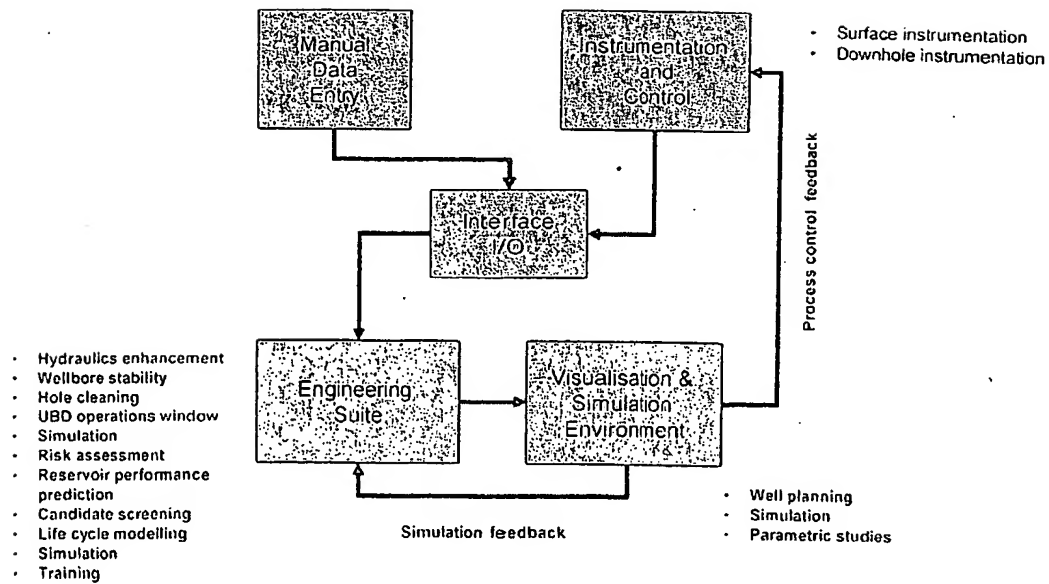 Manual
Data
Entry
Instrumentation
and
Control
· Surface instrumentation
· Downhole instrumentation
Process control feedback
Interface
I/O
· Hydraulics enhancement
· Wellbore stability
· Hole cleaning
· UBD operations window
· Simulation
· Risk assessment
· Reservoir performance
prediction
· Candidate screening
· Life cycle modelling
· Simulation
· Training
Engineering
Suite
Visualisation &
Simulation
Environment
Simulation feedback
· Well planning
· Simulation
· Parametric studies